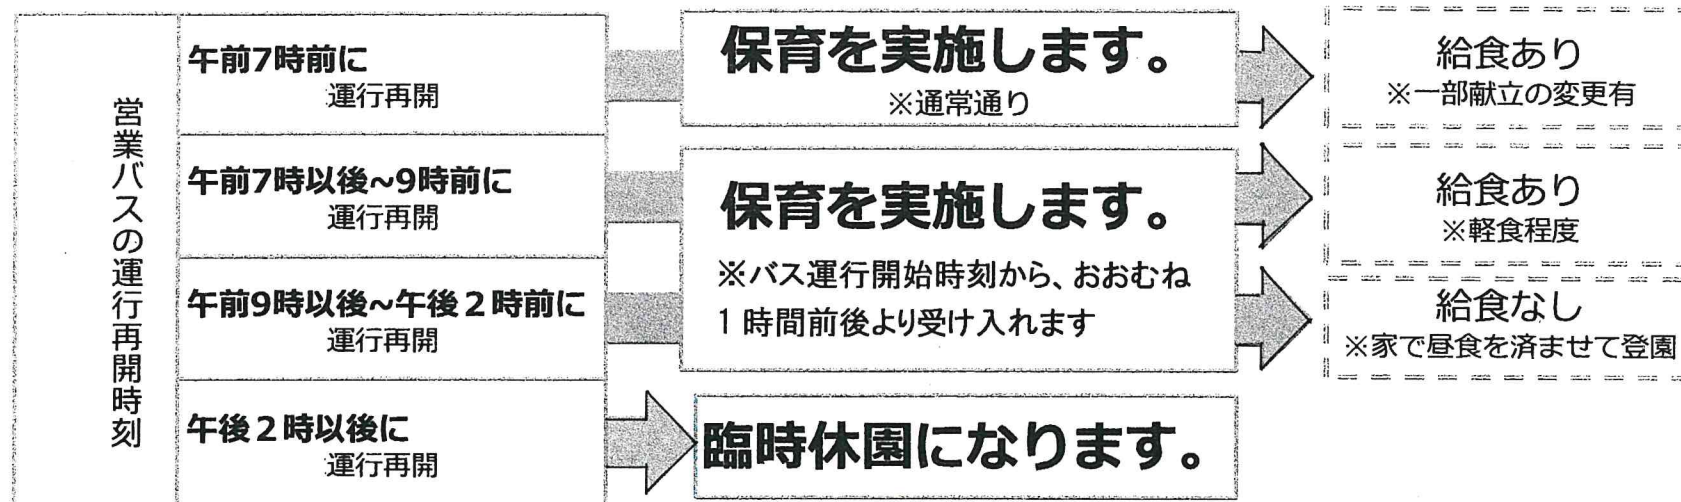 営業バスの運行再開時刻
午前7時前に
運行再開
保育を実施します。
※通常通り
給食あり
※一部献立の変更有
午前7時以後~9時前に
運行再開
保育を実施します。
※バス運行開始時刻から、おおむね
1時間前後より受け入れます
給食あり
※軽食程度
午前9時以後~午後2時前に
運行再開
給食なし
※家で昼食を済ませて登園
午後2時以後に
運行再開
臨時休園になります。